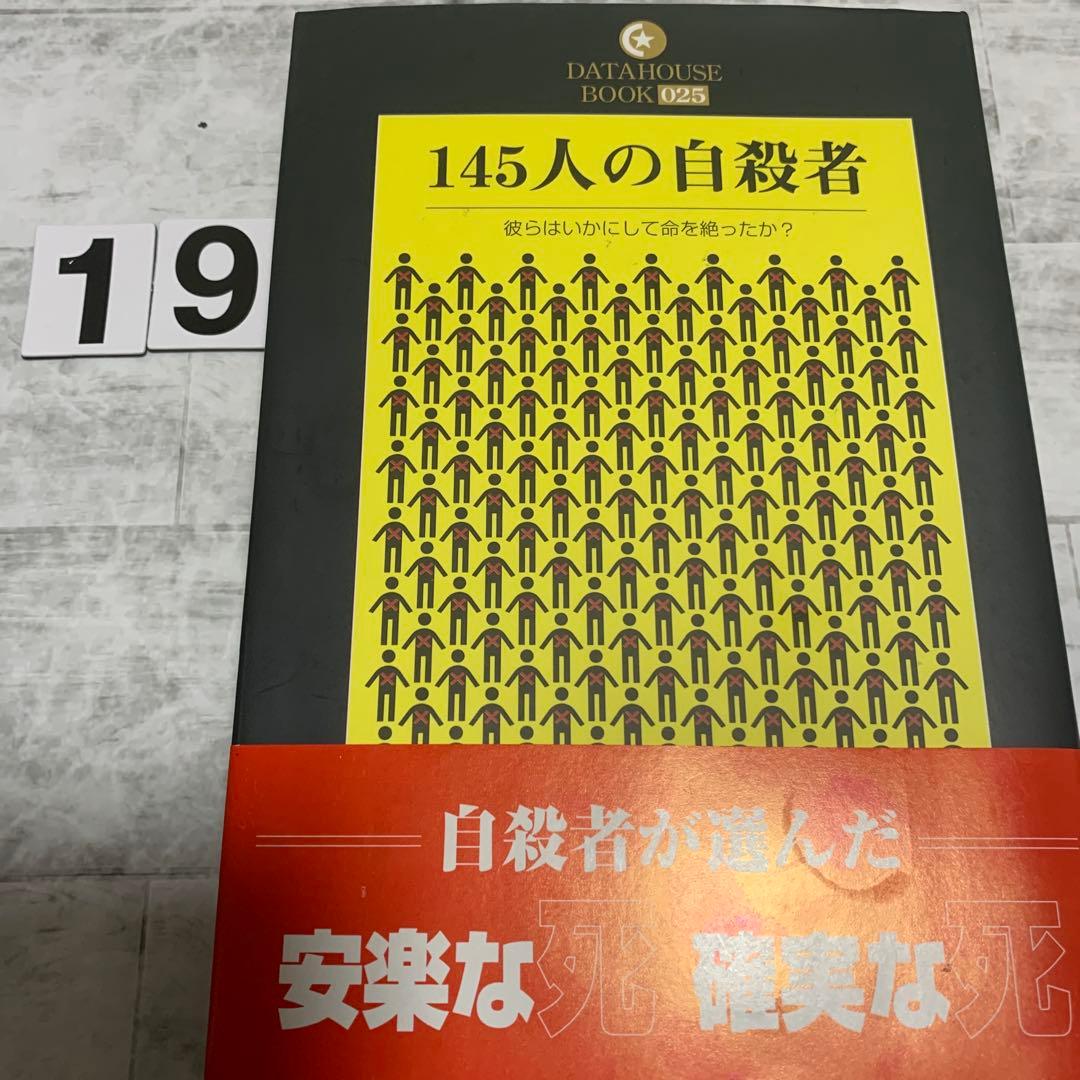 DATAHOUSE
BOOK 025
145人の自殺者
彼らはいかにして命を絶ったか？
19
自殺者が選んだ
安楽な死 確実な死